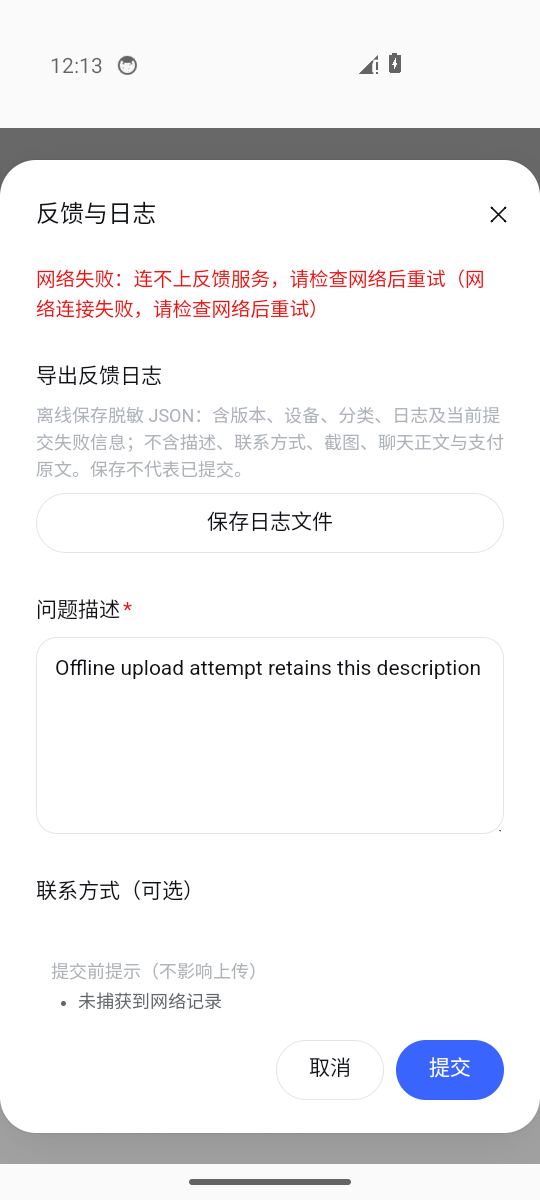 12:13
反馈与日志
网络失败：连不上反馈服务，请检查网络后重试（网
络连接失败，请检查网络后重试）
导出反馈日志
离线保存脱敏 JSON：含版本、设备、分类、日志及当前提
交失败信息；不含描述、联系方式、截图、聊天正文与支付
原文。保存不代表已提交。
保存日志文件
问题描述*
Offline upload attempt retains this description
联系方式（可选）
提交前提示（不影响上传）
• 未捕获到网络记录
取消
提交